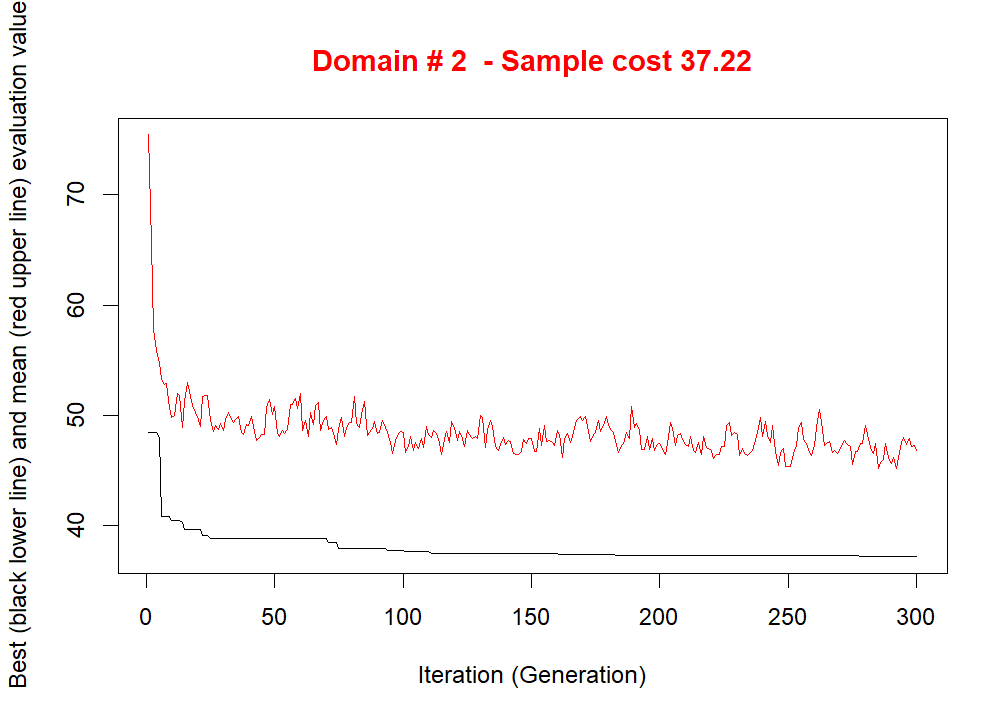 Domain # 2  - Sample cost 37.22
Best (black lower line) and mean (red upper line) evaluation value
70
60
50
40
0 50 100 150 200 250 300
Iteration (Generation)